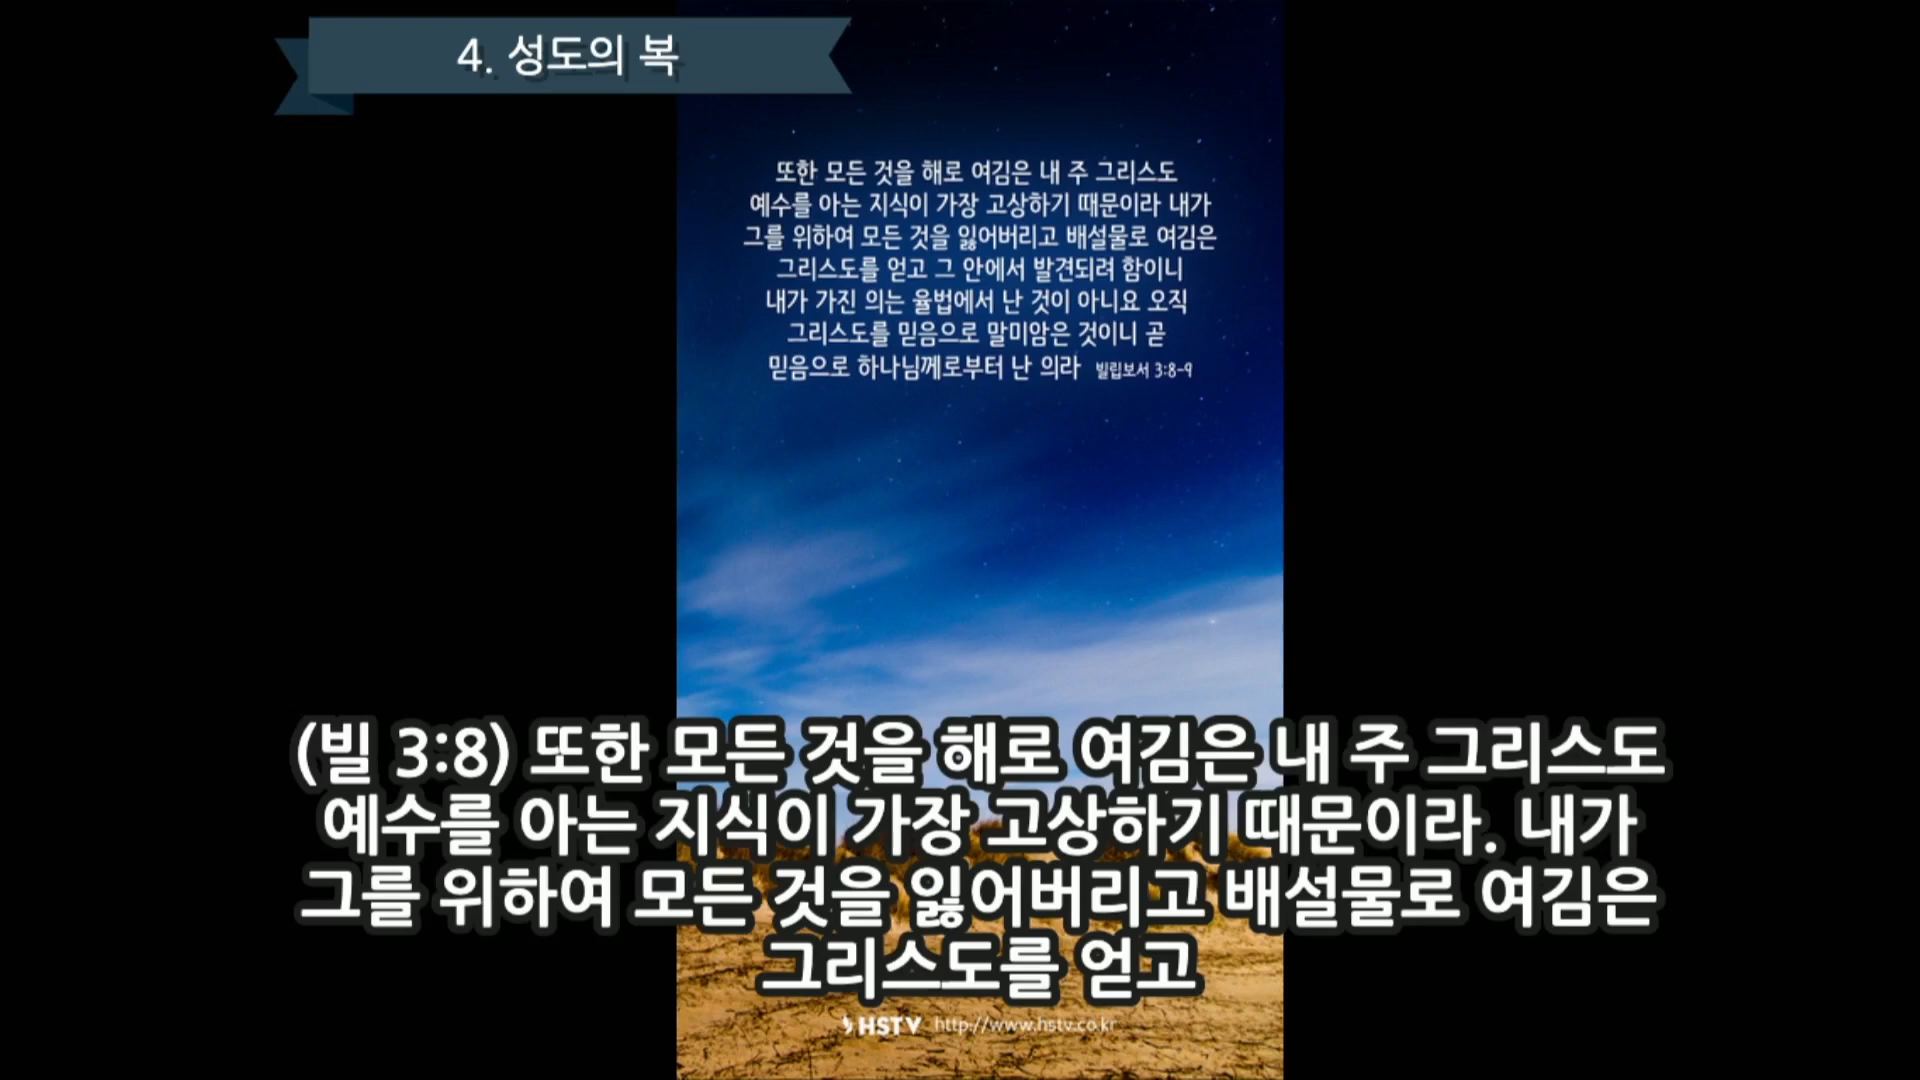 4. 성도의 복
또한 모든 것을 해로 여김은 내 주 그리스도
예수를 아는 지식이 가장 고상하기 때문이라 내가
그를 위하여 모든 것을 잃어버리고 배설물로 여김은
그리스도를 얻고 그 안에서 발견되려 함이니
내가 가진 의는 율법에서 난 것이 아니요 오직
그리스도를 믿음으로 말미암은 것이니 곧
믿음으로 하나님께로부터 난 의라 빌립보서 3:8-9
(빌 3:8) 또한 모든 것을 해로 여김은 내 주 그리스도
예수를 아는 지식이 가장 고상하기 때문이라. 내가
그를 위하여 모든 것을 잃어버리고 배설물로 여김은
그리스도를 얻고
HSTV http://www.hstv.co.kr